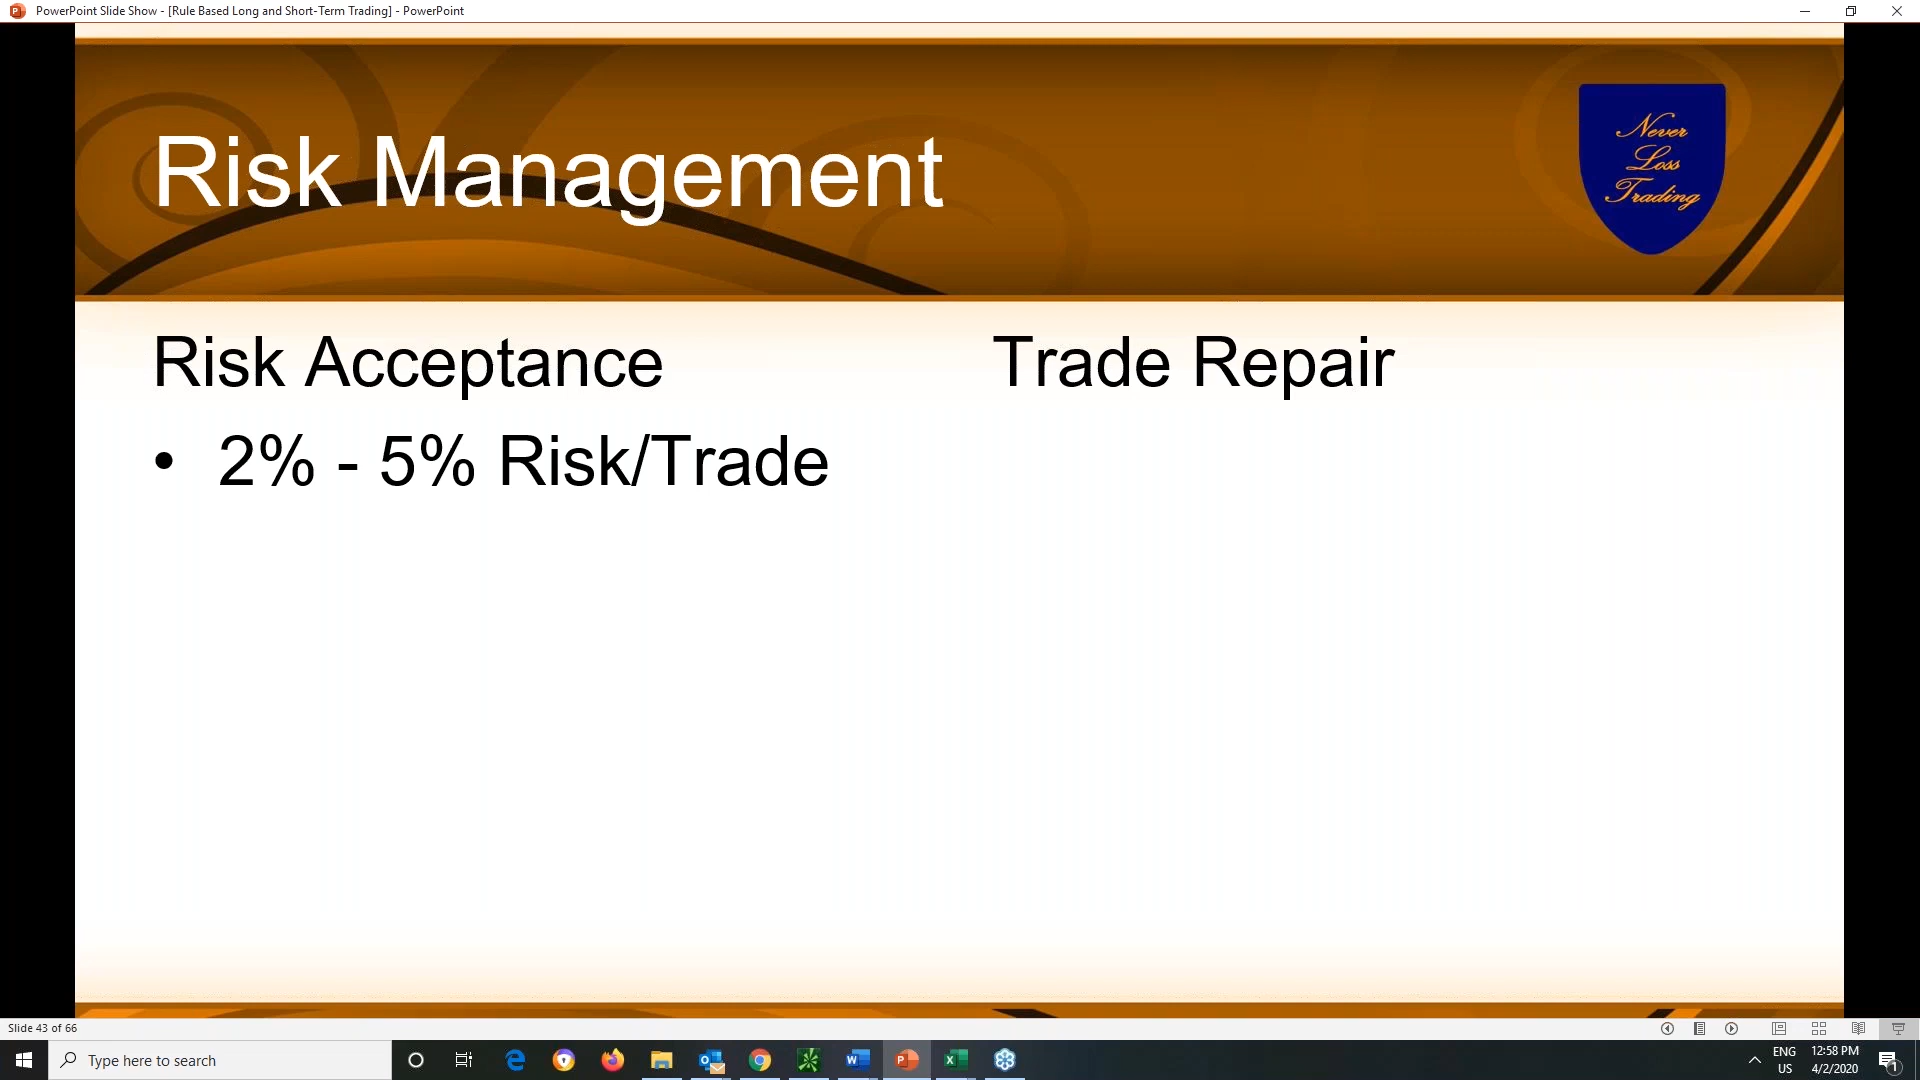 PowerPoint Slide Show - [Rule Based Long and Short-Term Trading] - PowerPoint
Risk Management
Never
Loss
Trading
Risk Acceptance
Trade Repair
• 2% - 5% Risk/Trade
Slide 43 of 66
Type here to search
ENG
US
12:58 PM
4/2/2020
1